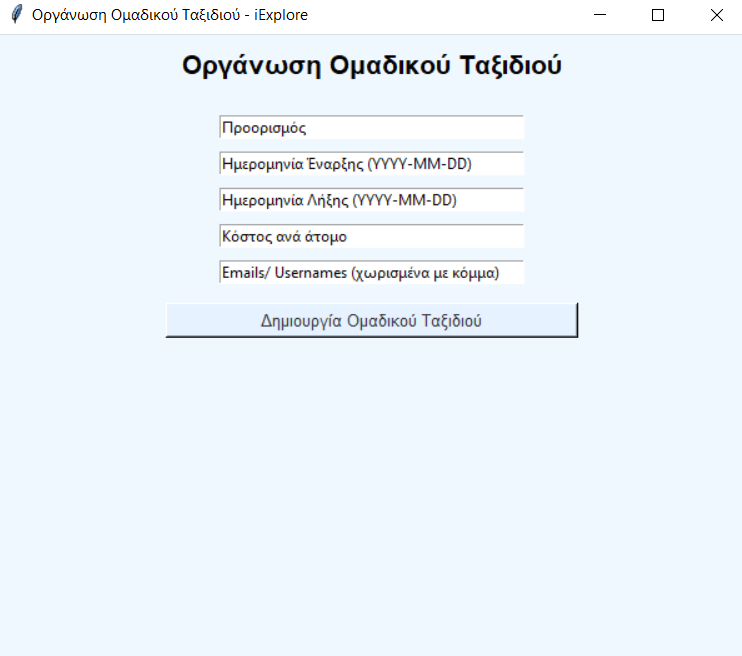 Οργάνωση Ομαδικού Ταξιδιού - iExplore
Οργάνωση Ομαδικού Ταξιδιού
Προορισμός
Ημερομηνία Έναρξης (YYYY-MM-DD)
Ημερομηνία Λήξης (YYYY-MM-DD)
Κόστος ανά άτομο
Emails/ Usernames (χωρισμένα με κόμμα)
Δημιουργία Ομαδικού Ταξιδιού